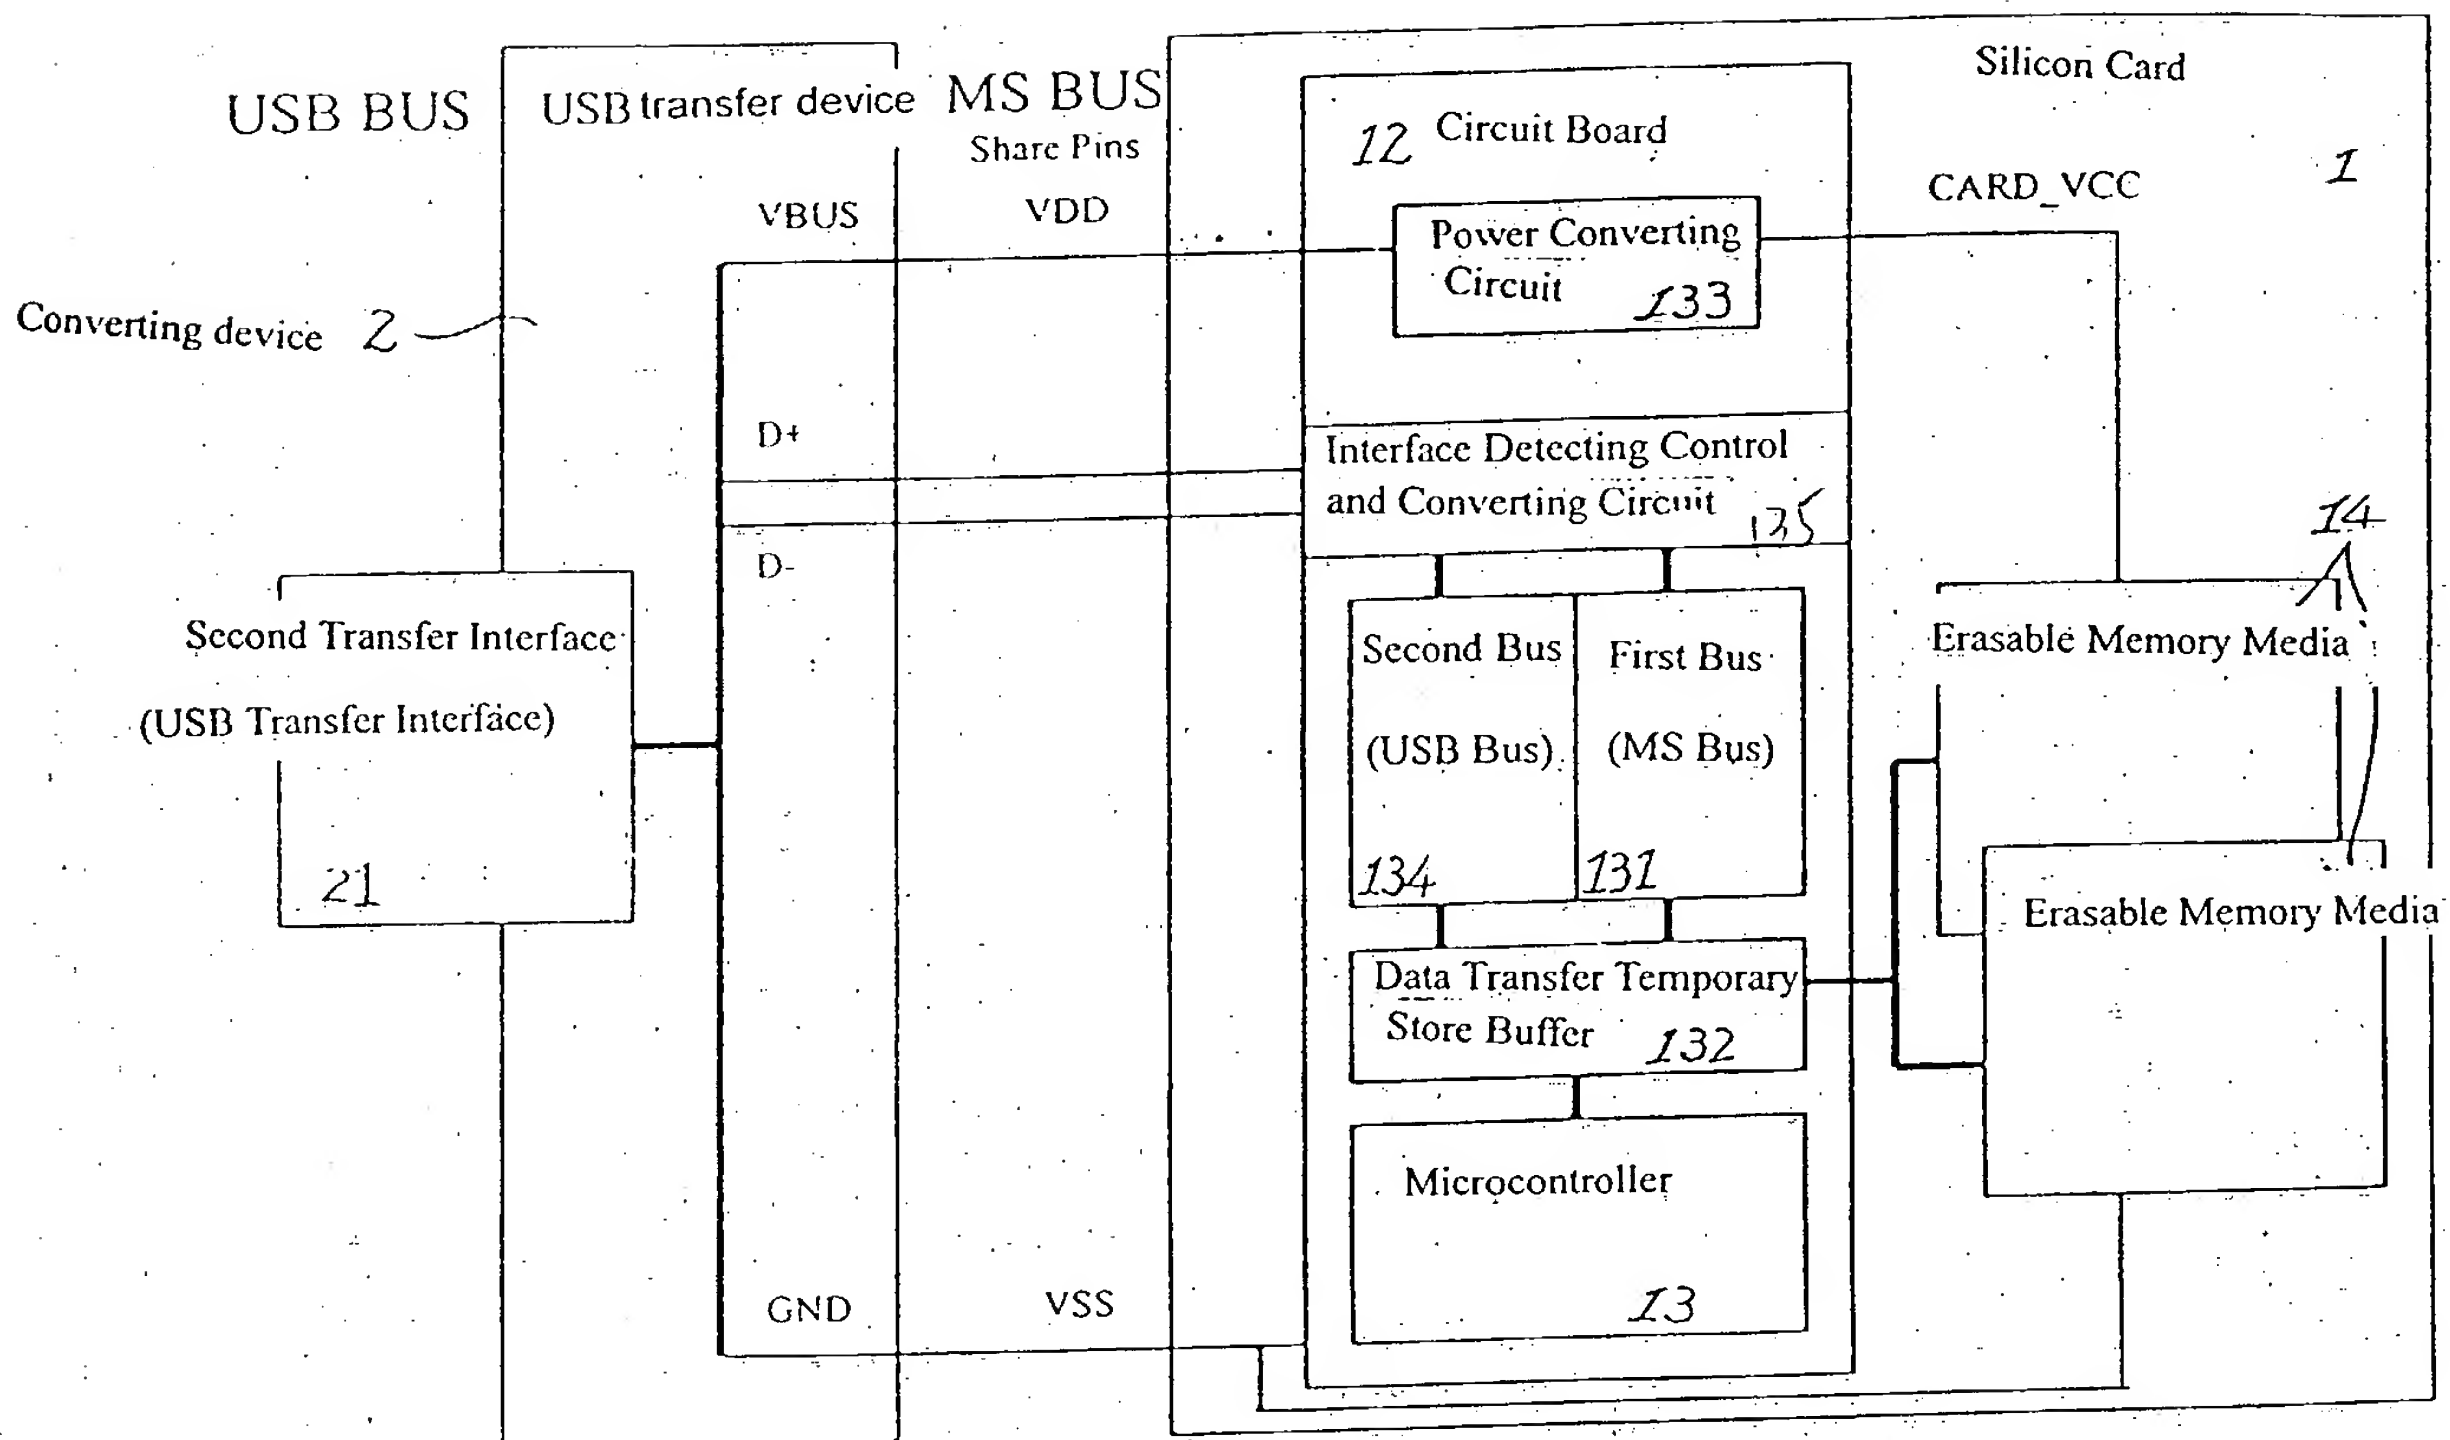 USB BUS
USB transfer device
MS BUS
Share Pins
Silicon Card
1
12 Circuit Board
VBUS
VDD
CARD_VCC
Power Converting
Circuit
133
Converting device 2
D+
Interface Detecting Control
and Converting Circuit
135
D-
14
Second Transfer Interface
(USB Transfer Interface)
21
Second Bus
(USB Bus)
134
First Bus
(MS Bus)
131
Erasable Memory Media
Erasable Memory Media
Data Transfer Temporary
Store Buffer 132
Microcontroller
13
GND
VSS